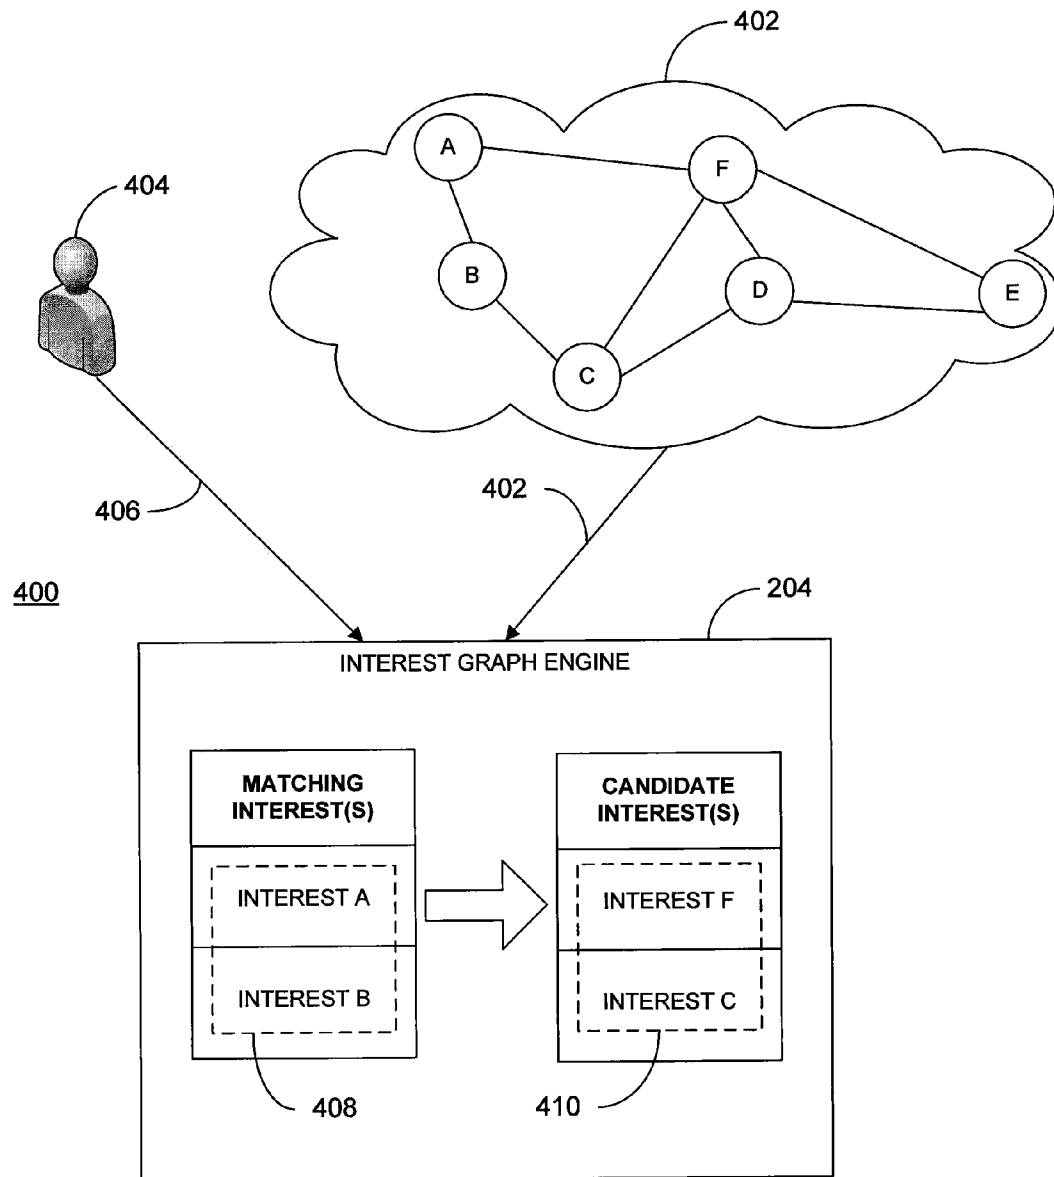 402
A
F
404
B
D
E
C
406
402
400
204
INTEREST GRAPH ENGINE
MATCHING
INTEREST(S)
CANDIDATE
INTEREST(S)
INTEREST A
INTEREST F
INTEREST B
INTEREST C
408
410